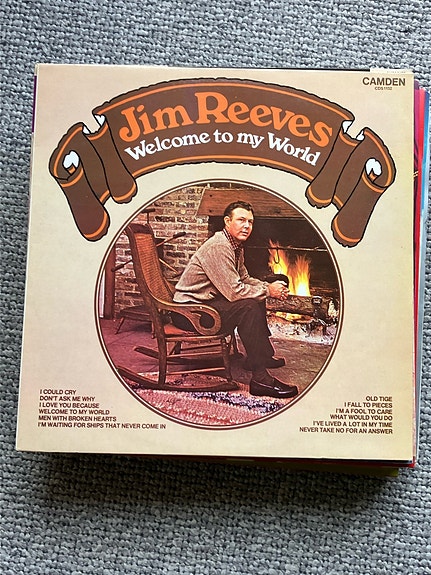 CAMDEN
CDS 1152
Jim Reeves
Welcome to my World
I COULD CRY
DON'T ASK ME WHY
I LOVE YOU BECAUSE
WELCOME TO MY WORLD
MEN WITH BROKEN HEARTS
I'M WAITING FOR SHIPS THAT NEVER COME IN
OLD TIGE
I FALL TO PIECES
I'M A FOOL TO CARE
WHAT WOULD YOU DO
I'VE LIVED A LOT IN MY TIME
NEVER TAKE NO FOR AN ANSWER